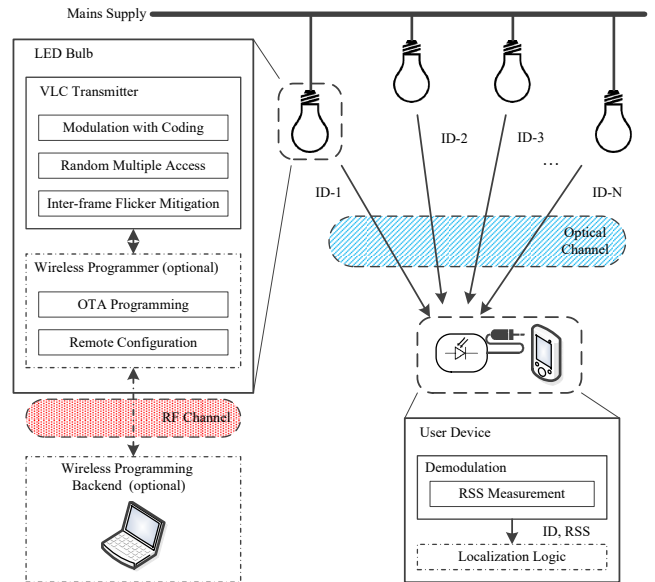 Mains Supply
LED Bulb
VLC Transmitter
Modulation with Coding
Random Multiple Access
Inter-frame Flicker Mitigation
Wireless Programmer (optional)
OTA Programming
Remote Configuration
RF Channel
Wireless Programming
Backend (optional)
ID-1
ID-2
ID-3
...
ID-N
Optical
Channel
User Device
Demodulation
RSS Measurement
ID, RSS
Localization Logic